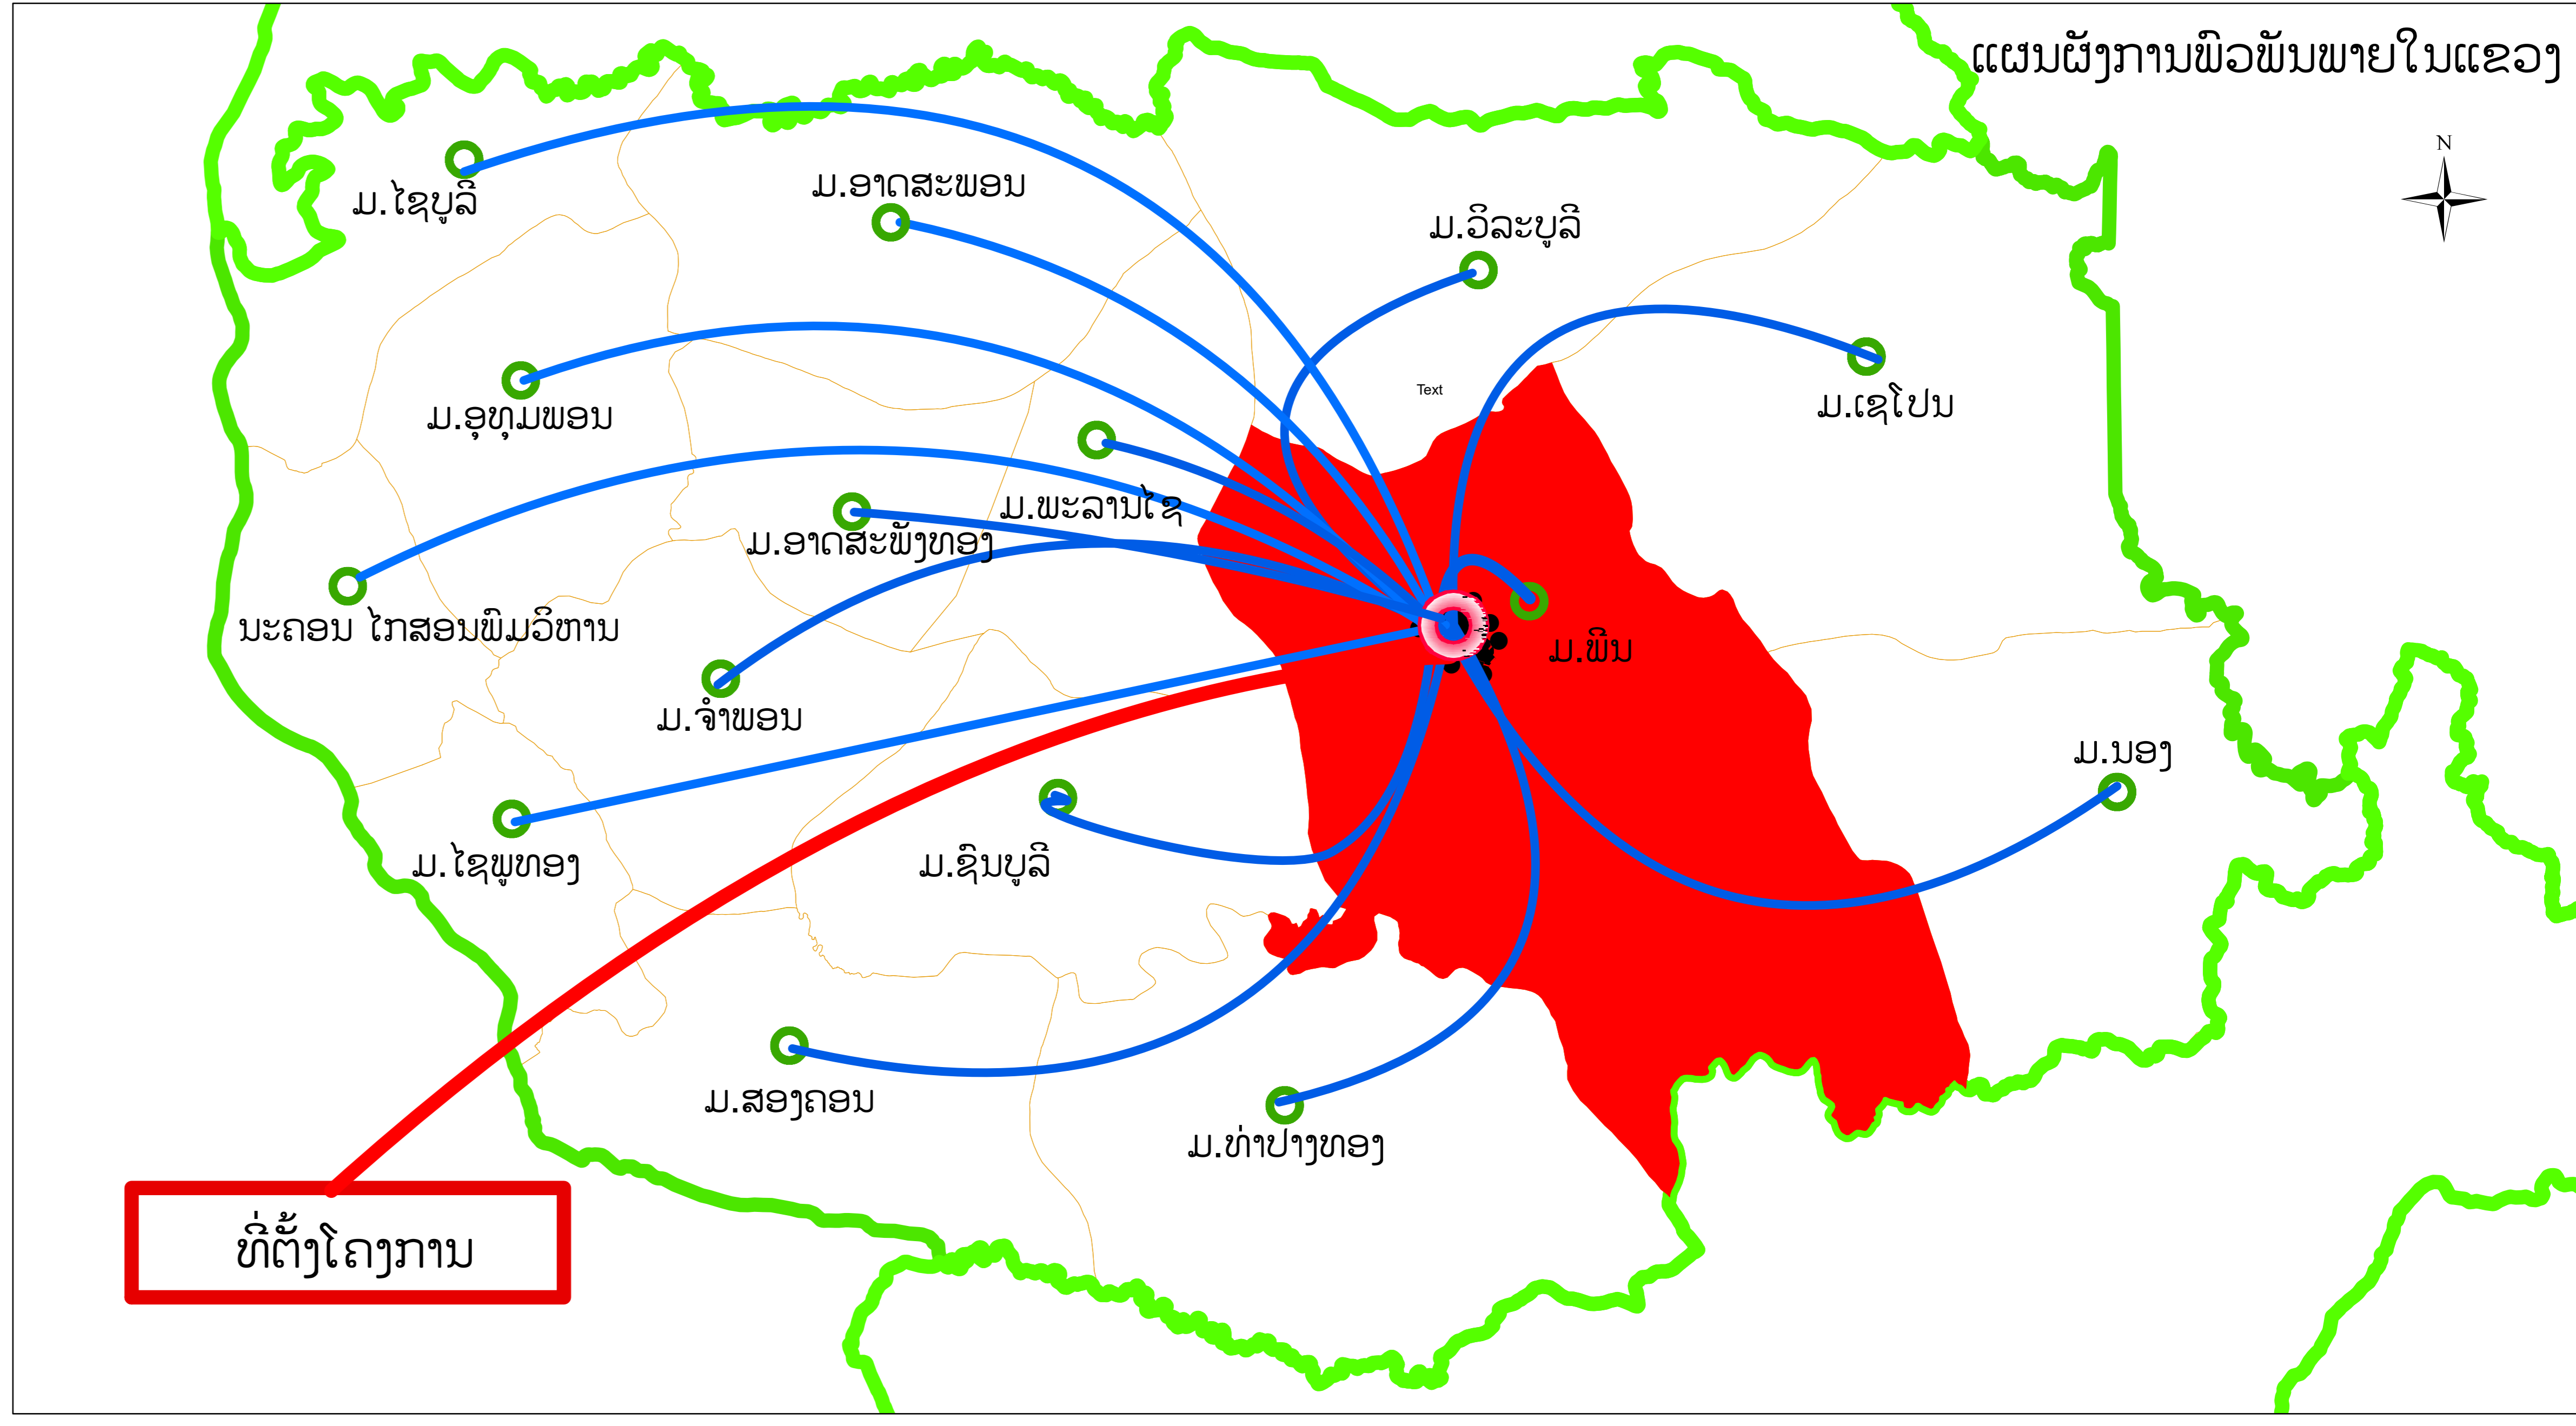 ແຜນຜັງການພົວພັນພາຍໃນແຂວງ
N
ມ.ໄຊບູລີ
ມ.ອາດສະພອນ
ມ.ວິລະບູລີ
Text
ມ.ເຊໂປນ
ມ.ອຸທຸມພອນ
ມ.ພະລານໄຊ
ມ.ອາດສະພັງທອງ
ນະຄອນ ໄກສອນພົມວິຫານ
ມ.ພີນ
ມ.ຈຳພອນ
ມ.ນອງ
ມ.ໄຊພູທອງ
ມ.ຊົນບູລີ
ມ.ສອງຄອນ
ມ.ທ່າປາງທອງ
ທີ່ຕັ້ງໂຄງການ